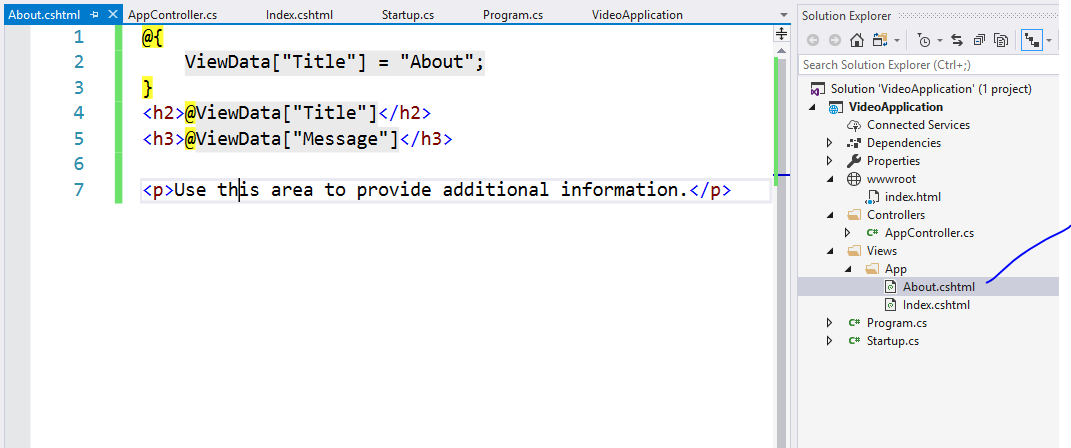 About.cshtml AppController.cs Index.cshtml Startup.cs Program.cs VideoApplication
1 @{
2 ViewData["Title"] = "About";
3 }
4 <h2>@ViewData["Title"]</h2>
5 <h3>@ViewData["Message"]</h3>
6
7 <p>Use this area to provide additional information.</p>
Solution Explorer
Search Solution Explorer (Ctrl+;)
Solution 'VideoApplication' (1 project)
VideoApplication
Connected Services
Dependencies
Properties
wwwroot
index.html
Controllers
C# AppController.cs
Views
App
About.cshtml
Index.cshtml
C# Program.cs
C# Startup.cs